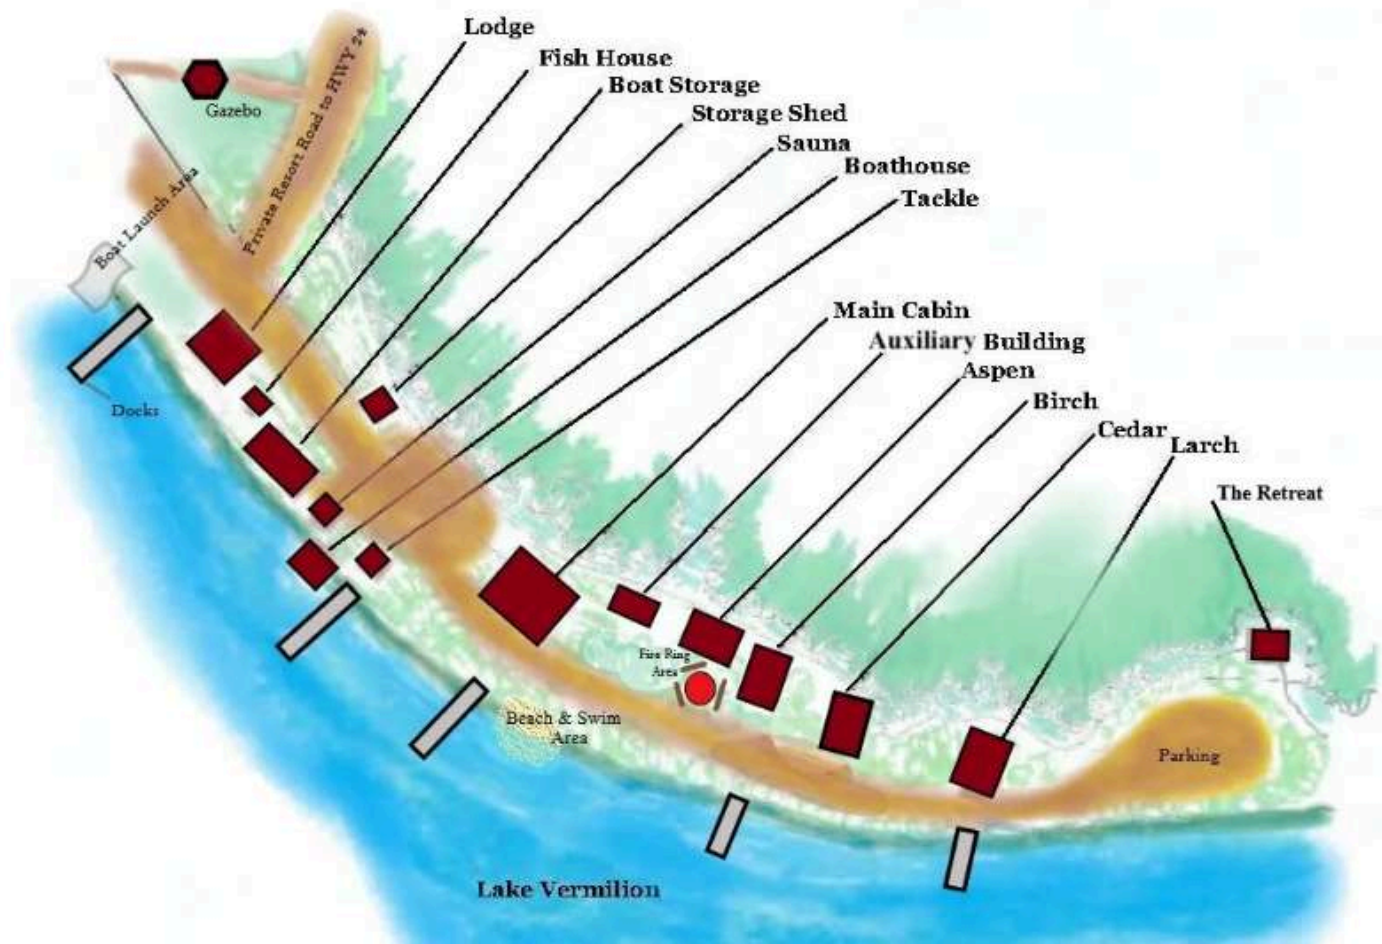 Lodge
Fish House
Boat Storage
Storage Shed
Sauna
Boathouse
Tackle
Gazebo
Private Resort Road to HWY 24
Boat Launch Area
Docks
Main Cabin
Auxiliary Building
Aspen
Birch
Cedar
Larch
The Retreat
Fire Ring
Area
Beach & Swim
Area
Parking
Lake Vermilion